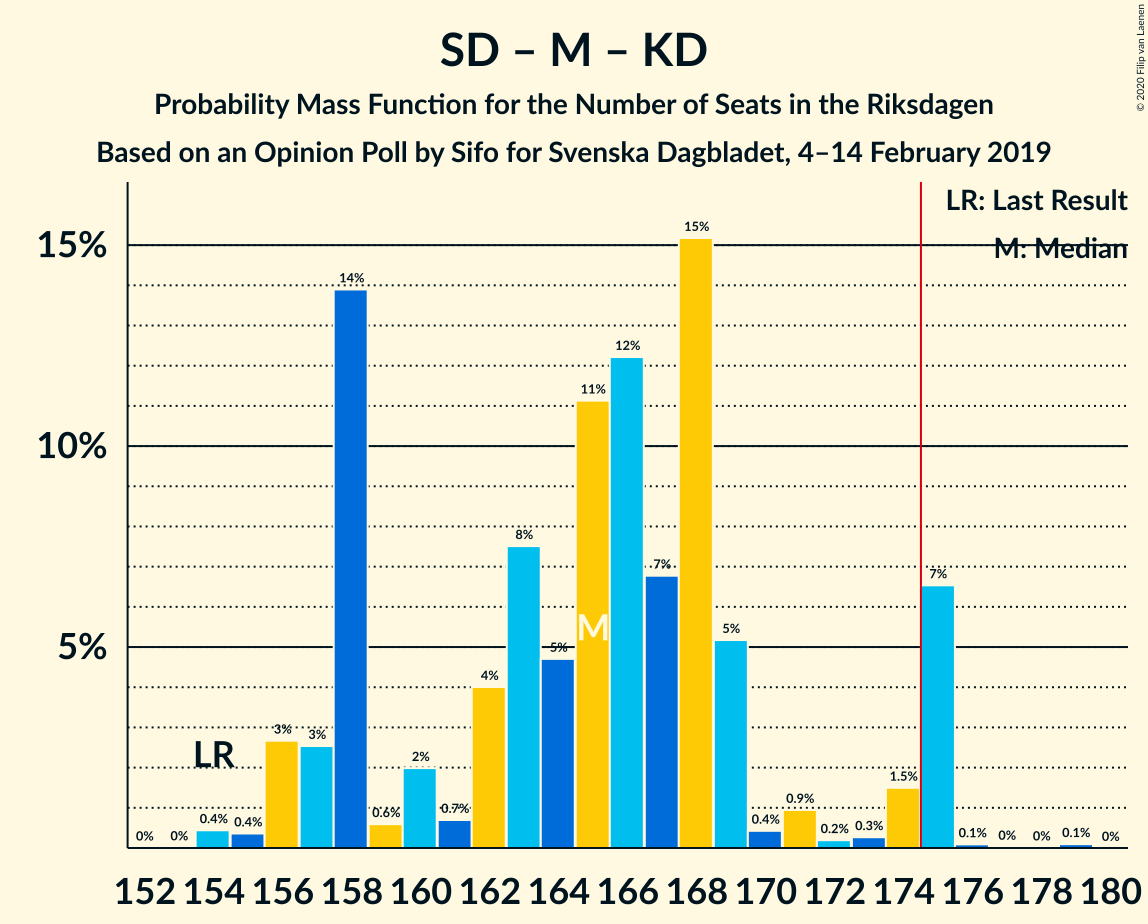 SD – M – KD
Probability Mass Function for the Number of Seats in the Riksdagen
Based on an Opinion Poll by Sifo for Svenska Dagbladet, 4–14 February 2019
© 2020 Filip van Laenen
LR: Last Result
M: Median
15%
10%
5%
0% 0% 0.4% 0.4% 3% 3% 14% 0.6% 2% 0.7% 4% 8% 5% 11% 12% 7% 15% 5% 0.4% 0.9% 0.2% 0.3% 1.5% 7% 0.1% 0% 0% 0.1% 0%
LR
M
152 154 156 158 160 162 164 166 168 170 172 174 176 178 180